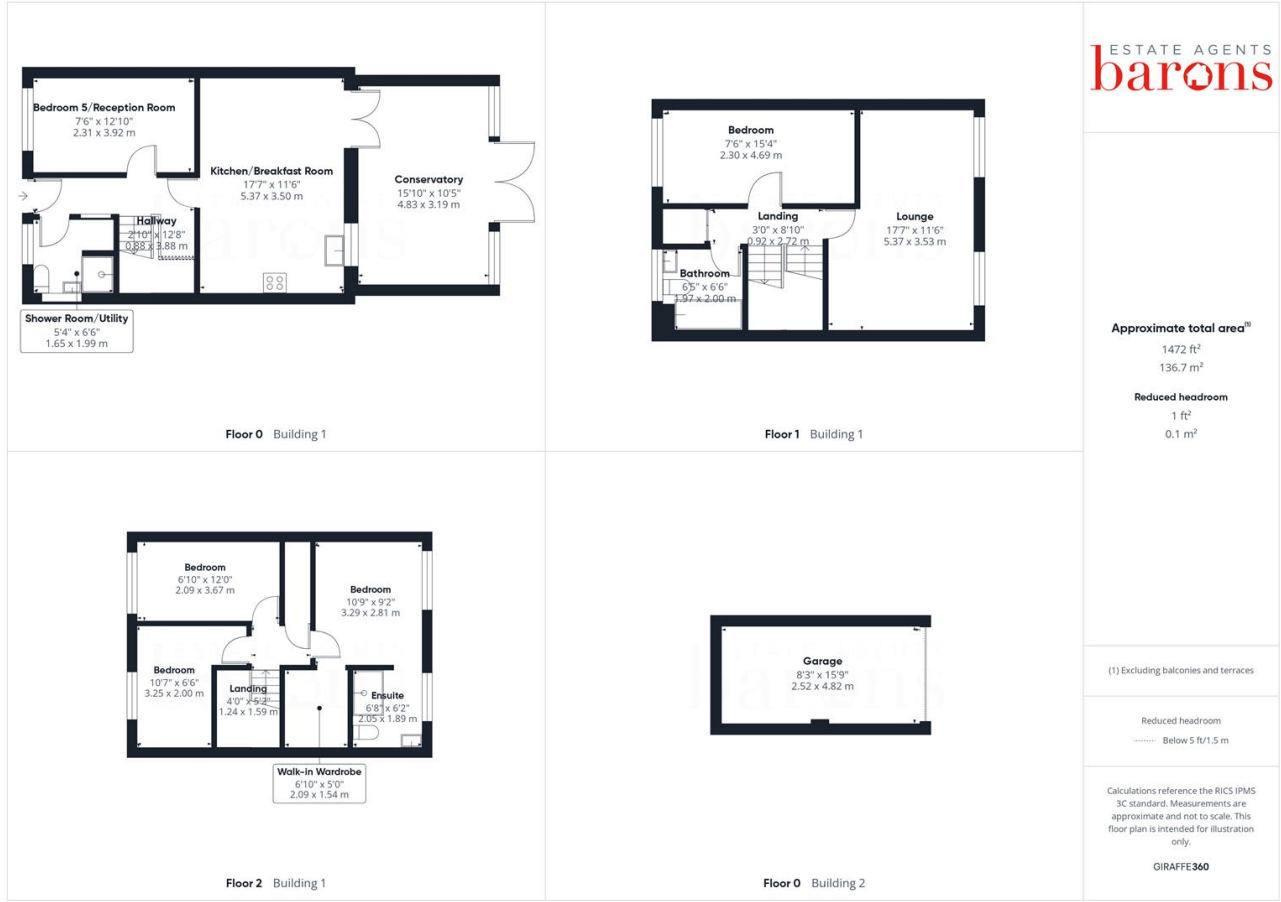 Bedroom 5/Reception Room
7'6" x 12'10"
2.31 x 3.92 m
Kitchen/Breakfast Room
17'7" x 11'6"
5.37 x 3.50 m
Conservatory
15'10" x 10'5"
4.83 x 3.19 m
Hallway
2'10" x 12'8"
0.88 x 3.88 m
Shower Room/Utility
5'4" x 6'6"
1.65 x 1.99 m
Floor 0 Building 1
Bedroom
7'6" x 15'4"
2.30 x 4.69 m
Landing
3'0" x 8'10"
0.92 x 2.72 m
Lounge
17'7" x 11'6"
5.37 x 3.53 m
Bathroom
6'5" x 6'6"
1.97 x 2.00 m
Floor 1 Building 1
Bedroom
6'10" x 12'0"
2.09 x 3.67 m
Bedroom
10'9" x 9'2"
3.29 x 2.81 m
Bedroom
10'7" x 6'6"
3.25 x 2.00 m
Landing
4'0" x 5'2"
1.24 x 1.59 m
Ensuite
6'8" x 6'2"
2.05 x 1.89 m
Walk-in Wardrobe
6'10" x 5'0"
2.09 x 1.54 m
Floor 2 Building 1
Garage
8'3" x 15'9"
2.52 x 4.82 m
Floor 0 Building 2
ESTATE AGENTS
barons
Approximate total area(1)
1472 ft²
136.7 m²
Reduced headroom
1 ft²
0.1 m²
(1) Excluding balconies and terraces
Reduced headroom
Below 5 ft/1.5 m
Calculations reference the RICS IPMS
3C standard. Measurements are
approximate and not to scale. This
floor plan is intended for illustration
only.
GIRAFFE360